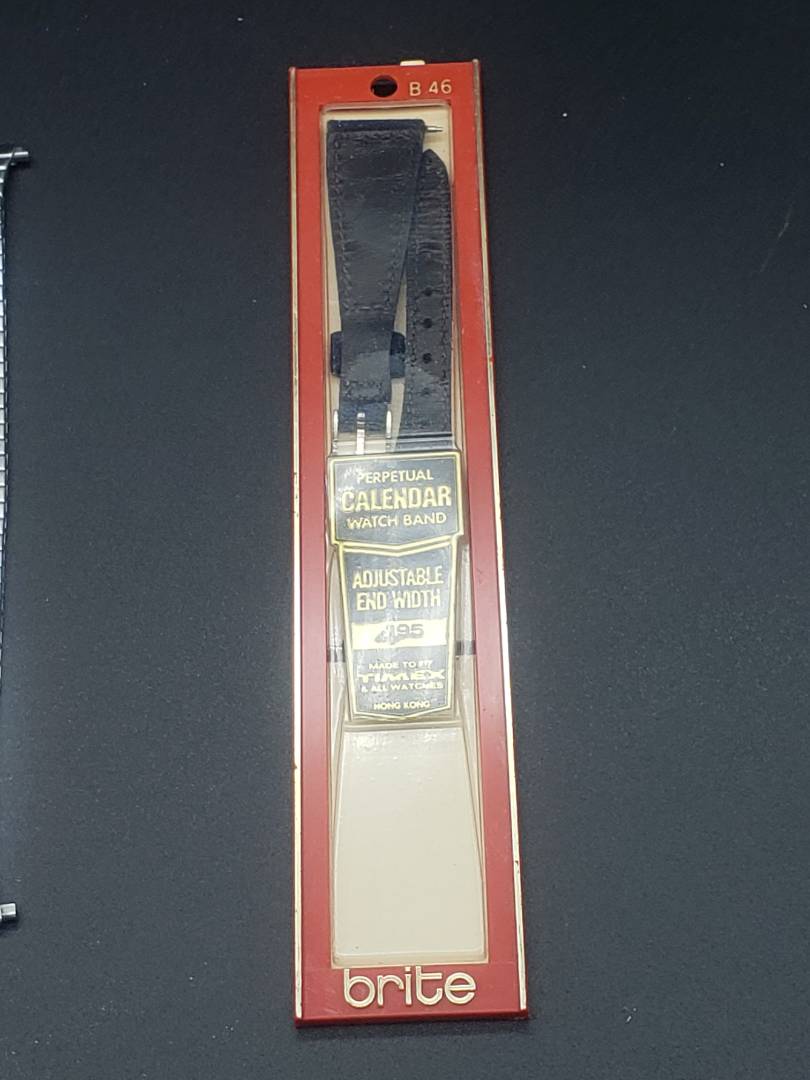 B 46
PERPETUAL
CALENDAR
WATCH BAND
ADJUSTABLE
END WIDTH
MADE TO FIT
TIMEX
& ALL WATCHES
HONG KONG
brite